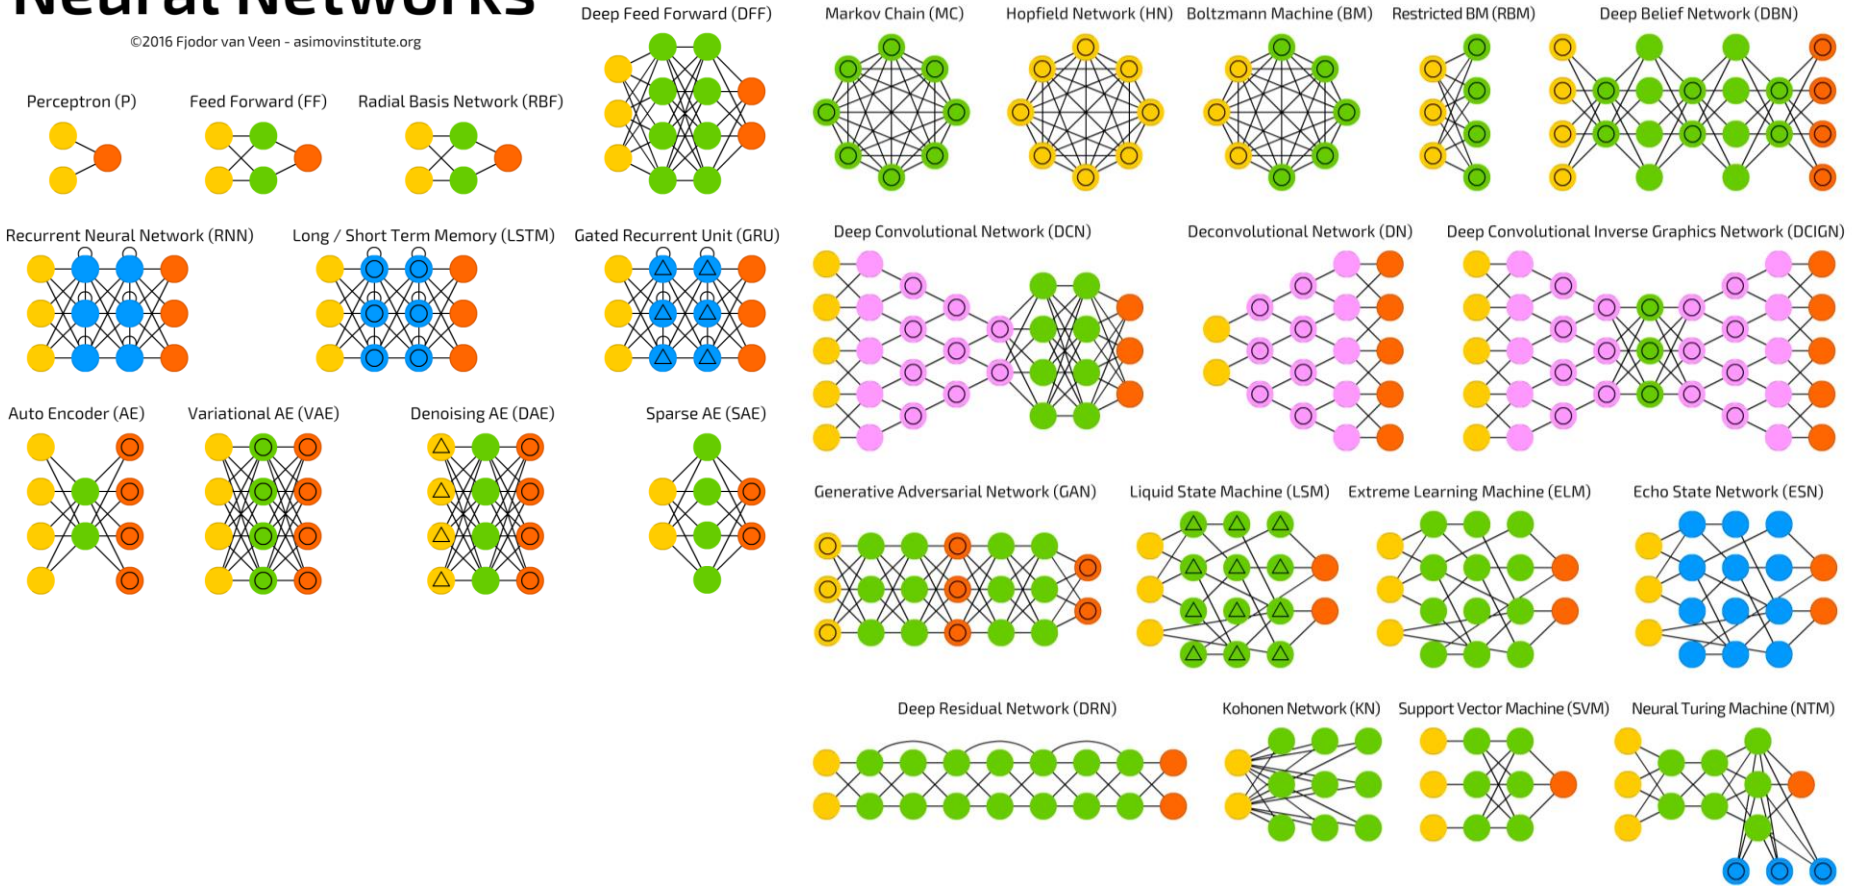 Neural Networks
©2016 Fjodor van Veen - asimovinstitute.org
Deep Feed Forward (DFF)
Perceptron (P)
Feed Forward (FF)
Radial Basis Network (RBF)
Recurrent Neural Network (RNN)
Long / Short Term Memory (LSTM)
Gated Recurrent Unit (GRU)
Auto Encoder (AE)
Variational AE (VAE)
Denoising AE (DAE)
Sparse AE (SAE)
Markov Chain (MC)
Hopfield Network (HN)
Boltzmann Machine (BM)
Restricted BM (RBM)
Deep Belief Network (DBN)
Deep Convolutional Network (DCN)
Deconvolutional Network (DN)
Deep Convolutional Inverse Graphics Network (DCIGN)
Generative Adversarial Network (GAN)
Liquid State Machine (LSM)
Extreme Learning Machine (ELM)
Echo State Network (ESN)
Deep Residual Network (DRN)
Kohonen Network (KN)
Support Vector Machine (SVM)
Neural Turing Machine (NTM)